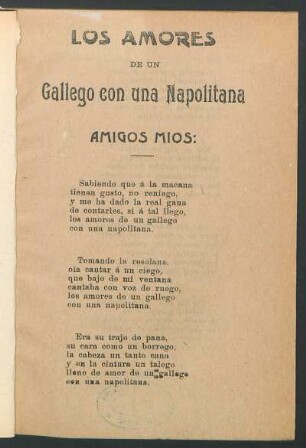 LOS AMORES
DE UN
Gallego con una Napolitana
AMIGOS MIOS:
Sabiendo que á la macana
tienen gusto, no reniego,
y me ha dado la real gana
de contarles, si á tal llego,
los amores de un gallego
con una napolitana.
Tomando la resolana,
oía cantar á un ciego,
que bajo de mi ventana
cantaba con voz de ruego,
los amores de un gallego
con una napolitana.
Era su traje de pana,
su cara como un borrego,
la cabeza un tanto cano
y en la cintura un talego
lleno de amor de un gallego
con una napolitana.